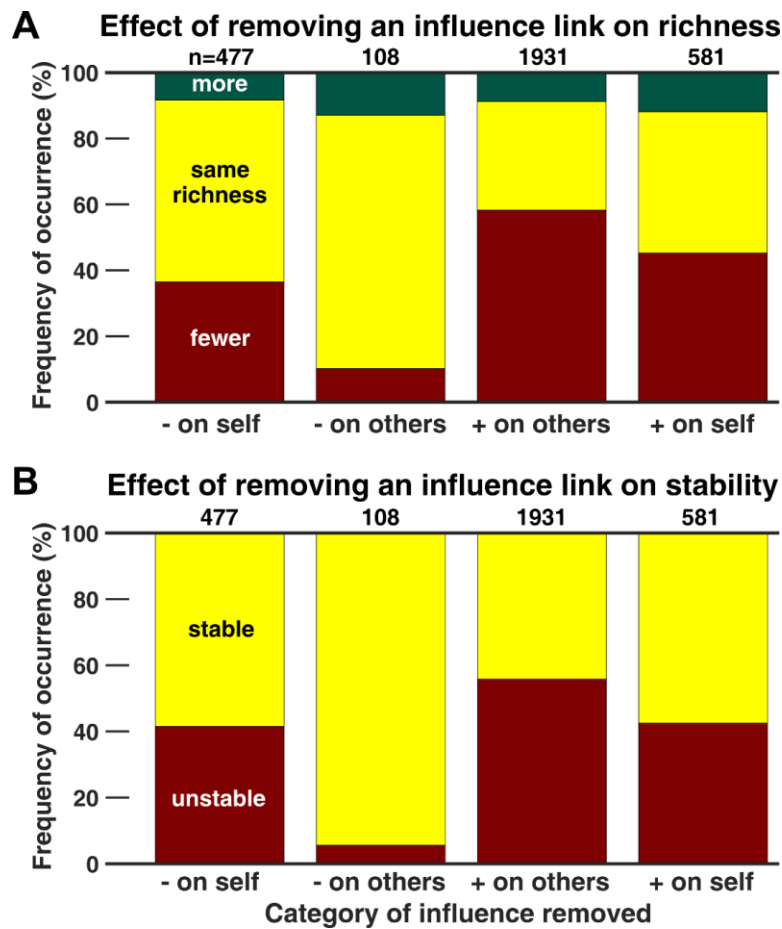 A Effect of removing an influence link on richness
n=477 108 1931 581
Frequency of occurrence (%)
100
80
60
40
20
0
more
same
richness
fewer
- on self - on others + on others + on self
B Effect of removing an influence link on stability
477 108 1931 581
Frequency of occurrence (%)
100
80
60
40
20
0
stable
unstable
- on self - on others + on others + on self
Category of influence removed